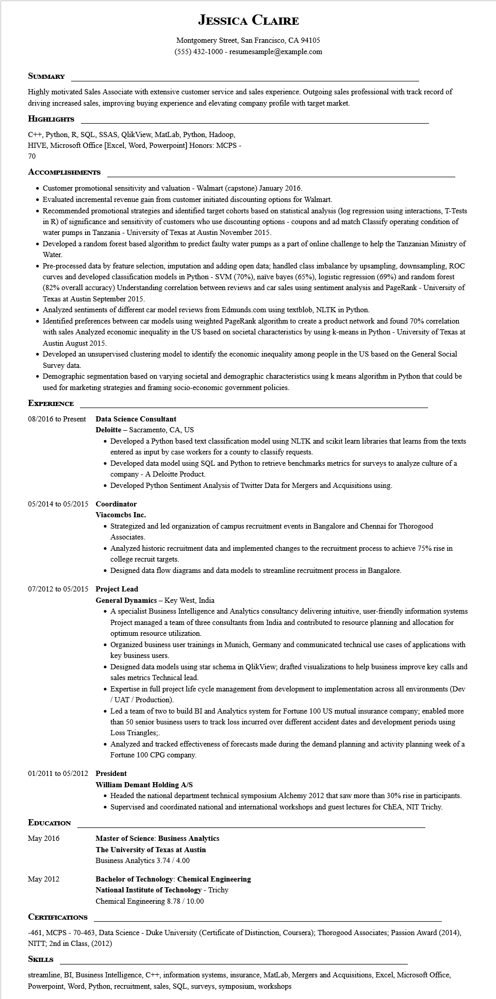 Jessica Claire
Montgomery Street, San Francisco, CA 94105
(555) 432-1000 - resumesample@example.com
Summary
Highly motivated Sales Associate with extensive customer service and sales experience. Outgoing sales professional with track record of
driving increased sales, improving buying experience and elevating company profile with target market.
Highlights
C++, Python, R, SQL, SSAS, QlikView, MatLab, Python, Hadoop,
HIVE, Microsoft Office [Excel, Word, Powerpoint] Honors: MCPS -
70
Accomplishments
• Customer promotional sensitivity and valuation - Walmart (capstone) January 2016.
• Evaluated incremental revenue gain from customer initiated discounting options for Walmart.
• Recommended promotional strategies and identified target cohorts based on statistical analysis (log regression using interactions, T-Tests
in R) of significance and sensitivity of customers who use discounting options - coupons and ad match Classify operating condition of
water pumps in Tanzania - University of Texas at Austin November 2015.
• Developed a random forest based algorithm to predict faulty water pumps as a part of online challenge to help the Tanzanian Ministry of
Water.
• Pre-processed data by feature selection, imputation and adding open data; handled class imbalance by upsampling, downsampling, ROC
curves and developed classification models in Python - SVM (70%), naïve bayes (65%), logistic regression (69%) and random forest
(82% overall accuracy) Understanding correlation between reviews and car sales using sentiment analysis and PageRank - University of
Texas at Austin September 2015.
• Analyzed sentiments of different car model reviews from Edmunds.com using textblob, NLTK in Python.
• Identified preferences between car models using weighted PageRank algorithm to create a product network and found 70% correlation
with sales Analyzed economic inequality in the US based on societal characteristics by using k-means in Python - University of Texas at
Austin August 2015.
• Developed an unsupervised clustering model to identify the economic inequality among people in the US based on the General Social
Survey data.
• Demographic segmentation based on varying societal and demographic characteristics using k means algorithm in Python that could be
used for marketing strategies and framing socio-economic government policies.
Experience
08/2016 to Present Data Science Consultant
Deloitte – Sacramento, CA, US
• Developed a Python based text classification model using NLTK and scikit learn libraries that learns from the texts
entered as input by case workers for a county to classify requests.
• Developed data model using SQL and Python to retrieve benchmarks metrics for surveys to analyze culture of a
company - A Deloitte Product.
• Developed Python Sentiment Analysis of Twitter Data for Mergers and Acquisitions using.
05/2014 to 05/2015 Coordinator
Viacomcbs Inc.
• Strategized and led organization of campus recruitment events in Bangalore and Chennai for Thorogood
Associates.
• Analyzed historic recruitment data and implemented changes to the recruitment process to achieve 75% rise in
college recruit targets.
• Designed data flow diagrams and data models to streamline recruitment process in Bangalore.
07/2012 to 05/2015 Project Lead
General Dynamics – Key West, India
• A specialist Business Intelligence and Analytics consultancy delivering intuitive, user-friendly information systems
Project managed a team of three consultants from India and contributed to resource planning and allocation for
optimum resource utilization.
• Organized business user trainings in Munich, Germany and communicated technical use cases of applications with
key business users.
• Designed data models using star schema in QlikView; drafted visualizations to help business improve key calls and
sales metrics Technical lead.
• Expertise in full project life cycle management from development to implementation across all environments (Dev
/ UAT / Production).
• Led a team of two to build BI and Analytics system for Fortune 100 US mutual insurance company; enabled more
than 50 senior business users to track loss incurred over different accident dates and development periods using
Loss Triangles;.
• Analyzed and tracked effectiveness of forecasts made during the demand planning and activity planning week of a
Fortune 100 CPG company.
01/2011 to 05/2012 President
William Demant Holding A/S
• Headed the national department technical symposium Alchemy 2012 that saw more than 30% rise in participants.
• Supervised and coordinated national and international workshops and guest lectures for ChEA, NIT Trichy.
Education
May 2016 Master of Science: Business Analytics
The University of Texas at Austin
Business Analytics 3.74 / 4.00
May 2012 Bachelor of Technology: Chemical Engineering
National Institute of Technology - Trichy
Chemical Engineering 8.78 / 10.00
Certifications
-461, MCPS - 70-463, Data Science - Duke University (Certificate of Distinction, Coursera); Thorogood Associates; Passion Award (2014),
NITT; 2nd in Class, (2012)
Skills
streamline, BI, Business Intelligence, C++, information systems, insurance, MatLab, Mergers and Acquisitions, Excel, Microsoft Office,
Powerpoint, Word, Python, recruitment, sales, SQL, surveys, symposium, workshops